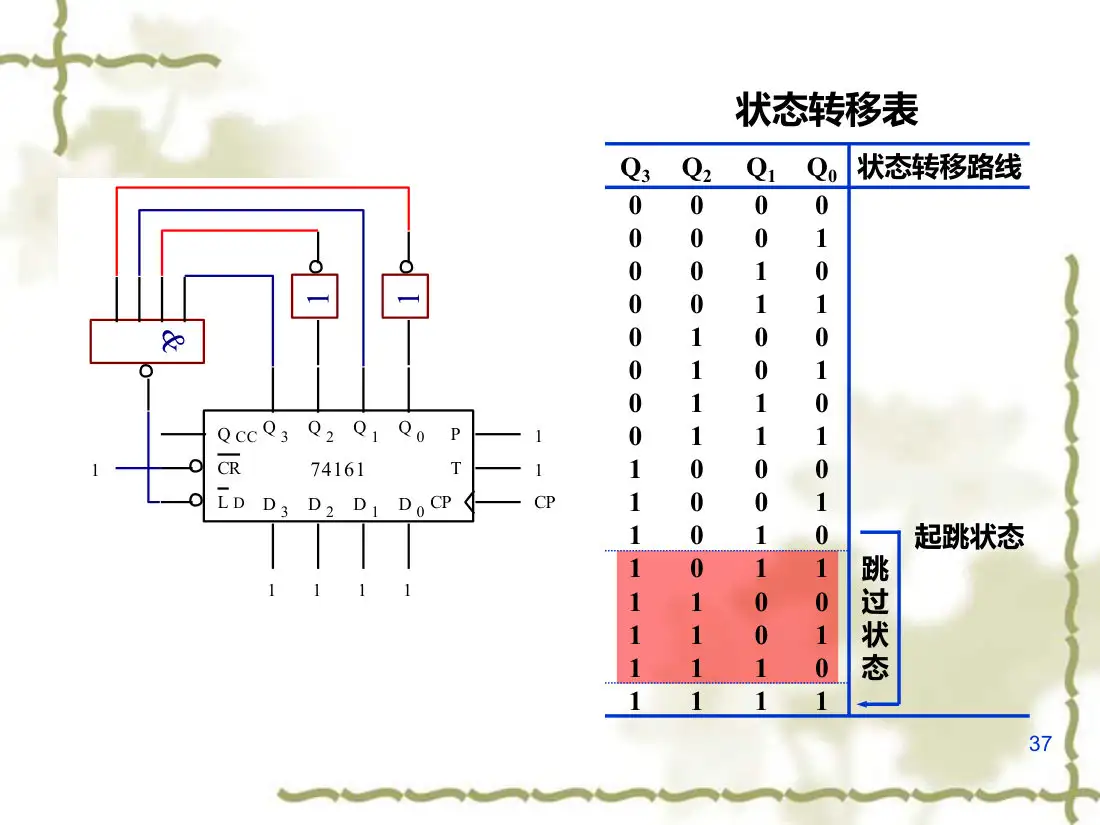 状态转移表
Q3 Q2 Q1 Q0 状态转移路线
0 0 0 0
0 0 0 1
0 0 1 0
0 0 1 1
0 1 0 0
0 1 0 1
0 1 1 0
0 1 1 1
1 0 0 0
1 0 0 1
1 0 1 0 起跳状态
1 0 1 1
1 1 0 0
1 1 0 1
1 1 1 0
1 1 1 1
跳过状态
1 1
&
QCC Q3 Q2 Q1 Q0 P 1
1 CR 74161 T 1
LD D3 D2 D1 D0 CP CP
1 1 1 1
37